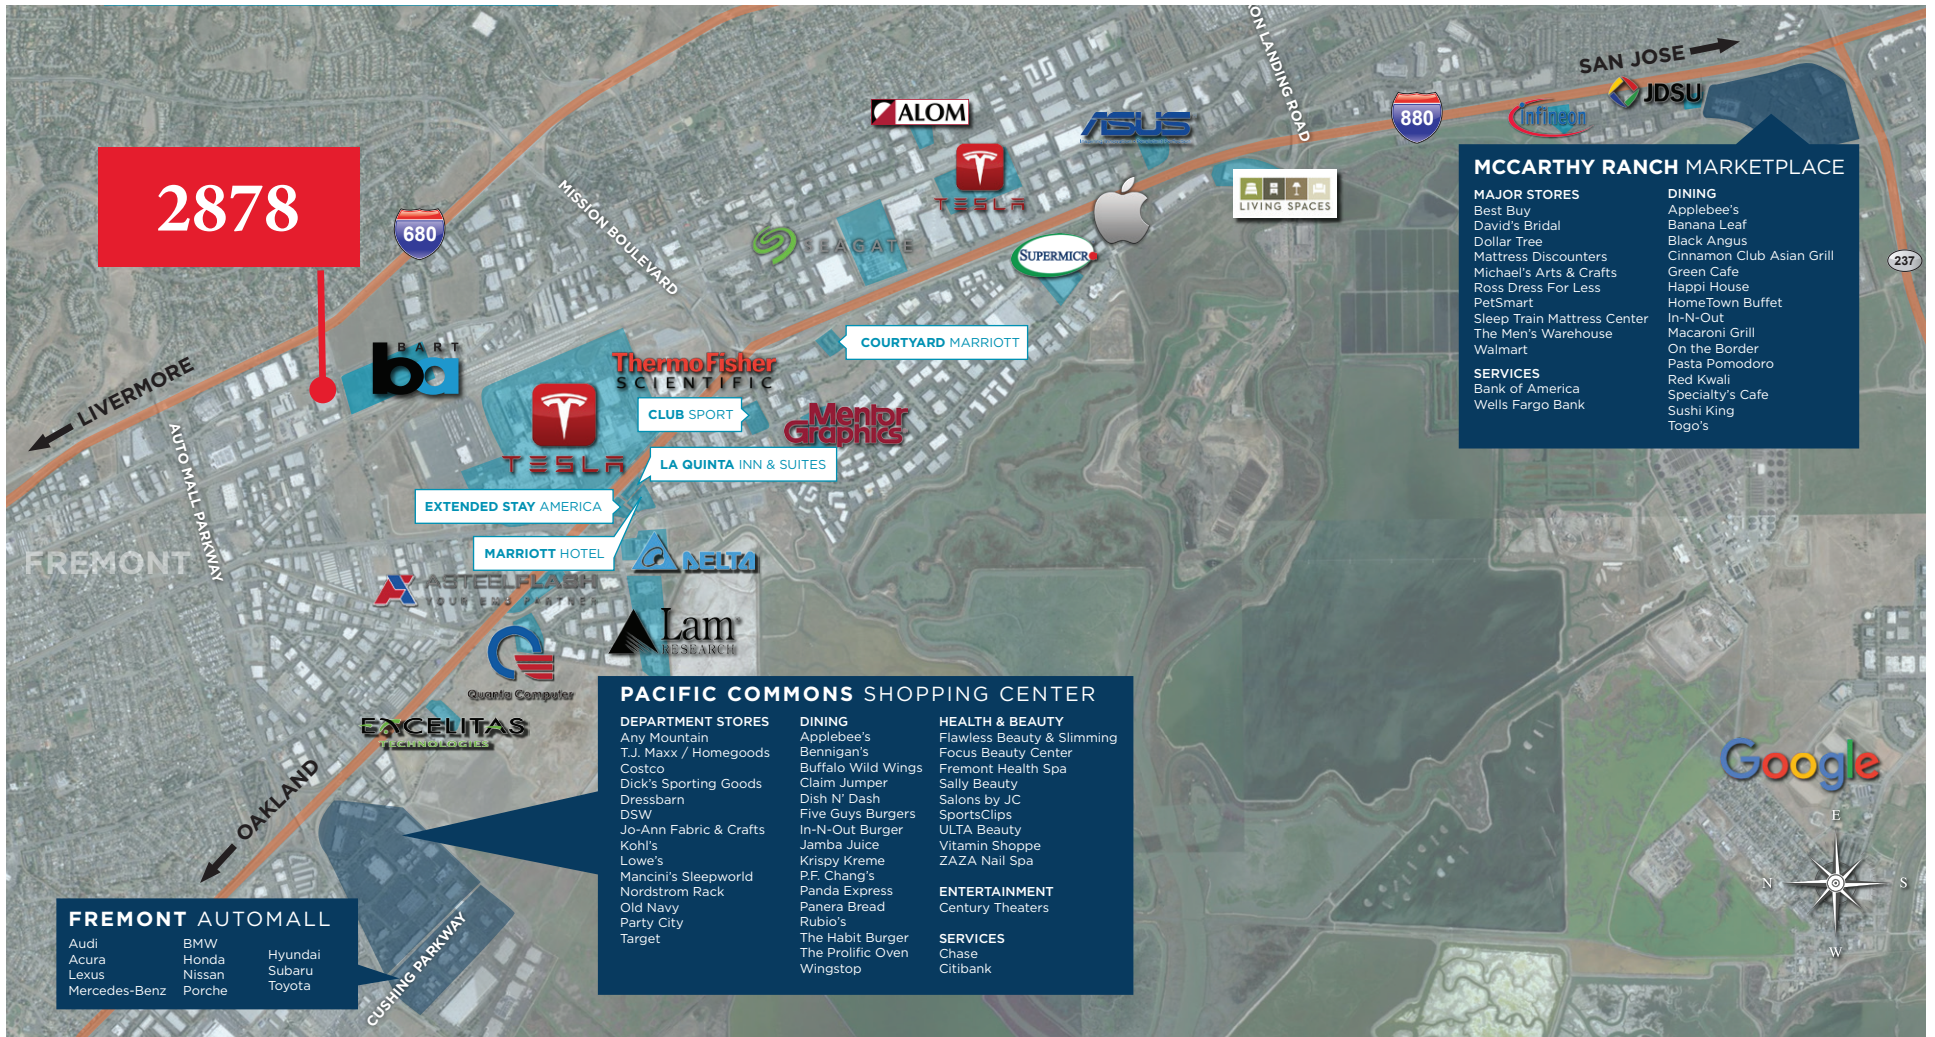 ON LANDING ROAD
SAN JOSE
JDSU
infineon
880
ALOM
ASUS
TESLA
LIVING SPACES
2878
680
MISSION BOULEVARD
SEAGATE
SUPERMICR
237
MCCARTHY RANCH MARKETPLACE
MAJOR STORES
Best Buy
David's Bridal
Dollar Tree
Mattress Discounters
Michael's Arts & Crafts
Ross Dress For Less
PetSmart
Sleep Train Mattress Center
The Men's Warehouse
Walmart
SERVICES
Bank of America
Wells Fargo Bank
DINING
Applebee's
Banana Leaf
Black Angus
Cinnamon Club Asian Grill
Green Cafe
Happi House
HomeTown Buffet
In-N-Out
Macaroni Grill
On the Border
Pasta Pomodoro
Red Kwali
Specialty's Cafe
Sushi King
Togo's
COURTYARD MARRIOTT
BART
ba
ThermoFisher
SCIENTIFIC
LIVERMORE
CLUB SPORT
Mentor
Graphics
TESLA
LA QUINTA INN & SUITES
AUTO MALL PARKWAY
EXTENDED STAY AMERICA
MARRIOTT HOTEL
FREMONT
DELTA
ASTEELFLASH
YOUR EMS PARTNER
Lam
RESEARCH
Quanta Computer
EXCELITAS
TECHNOLOGIES
OAKLAND
PACIFIC COMMONS SHOPPING CENTER
DEPARTMENT STORES
Any Mountain
T.J. Maxx / Homegoods
Costco
Dick's Sporting Goods
Dressbarn
DSW
Jo-Ann Fabric & Crafts
Kohl's
Lowe's
Mancini's Sleepworld
Nordstrom Rack
Old Navy
Party City
Target
DINING
Applebee's
Bennigan's
Buffalo Wild Wings
Claim Jumper
Dish N' Dash
Five Guys Burgers
In-N-Out Burger
Jamba Juice
Krispy Kreme
P.F. Chang's
Panda Express
Panera Bread
Rubio's
The Habit Burger
The Prolific Oven
Wingstop
HEALTH & BEAUTY
Flawless Beauty & Slimming
Focus Beauty Center
Fremont Health Spa
Sally Beauty
Salons by JC
SportsClips
ULTA Beauty
Vitamin Shoppe
ZAZA Nail Spa
ENTERTAINMENT
Century Theaters
SERVICES
Chase
Citibank
Google
E
N
S
W
FREMONT AUTOMALL
Audi
Acura
Lexus
Mercedes-Benz
BMW
Honda
Nissan
Porche
Hyundai
Subaru
Toyota
CUSHING PARKWAY